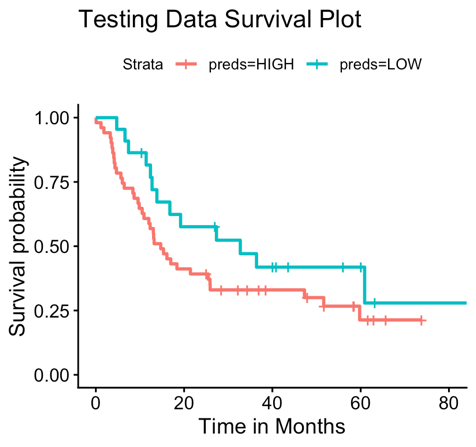 Testing Data Survival Plot
Strata preds=HIGH preds=LOW
Survival probability
1.00
0.75
0.50
0.25
0.00
0 20 40 60 80
Time in Months